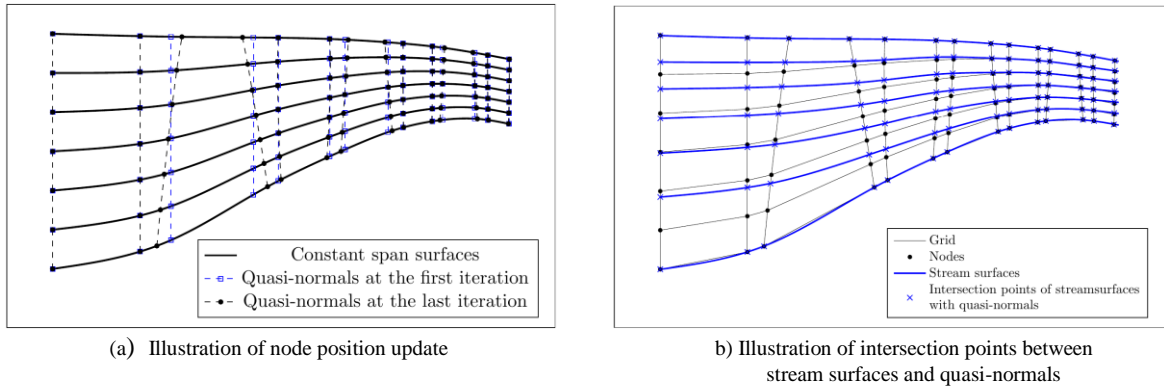 Constant span surfaces
Quasi-normals at the first iteration
Quasi-normals at the last iteration
(a) Illustration of node position update
Grid
Nodes
Stream surfaces
Intersection points of streamsurfaces
with quasi-normals
b) Illustration of intersection points between
stream surfaces and quasi-normals